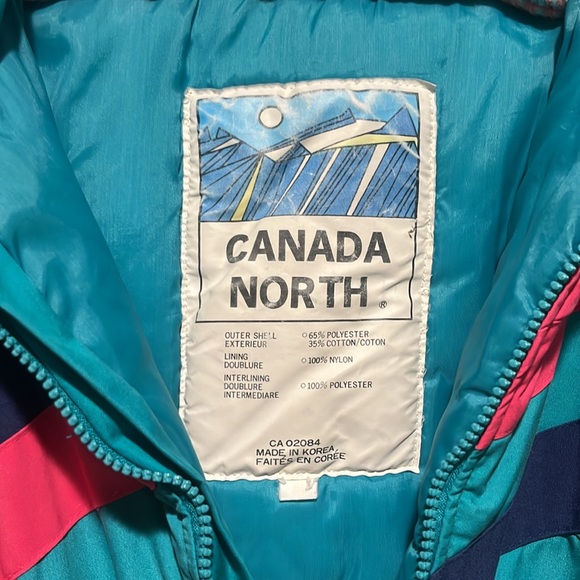 CANADA
NORTH ®
OUTER SHELL 65% POLYESTER
EXTERIEUR 35% COTTON/COTON
LINING 100% NYLON
DOUBLURE
INTERLINING 100% POLYESTER
DOUBLURE
INTERMEDIARE
CA 02084
MADE IN KOREA
FAITES EN CORÉE